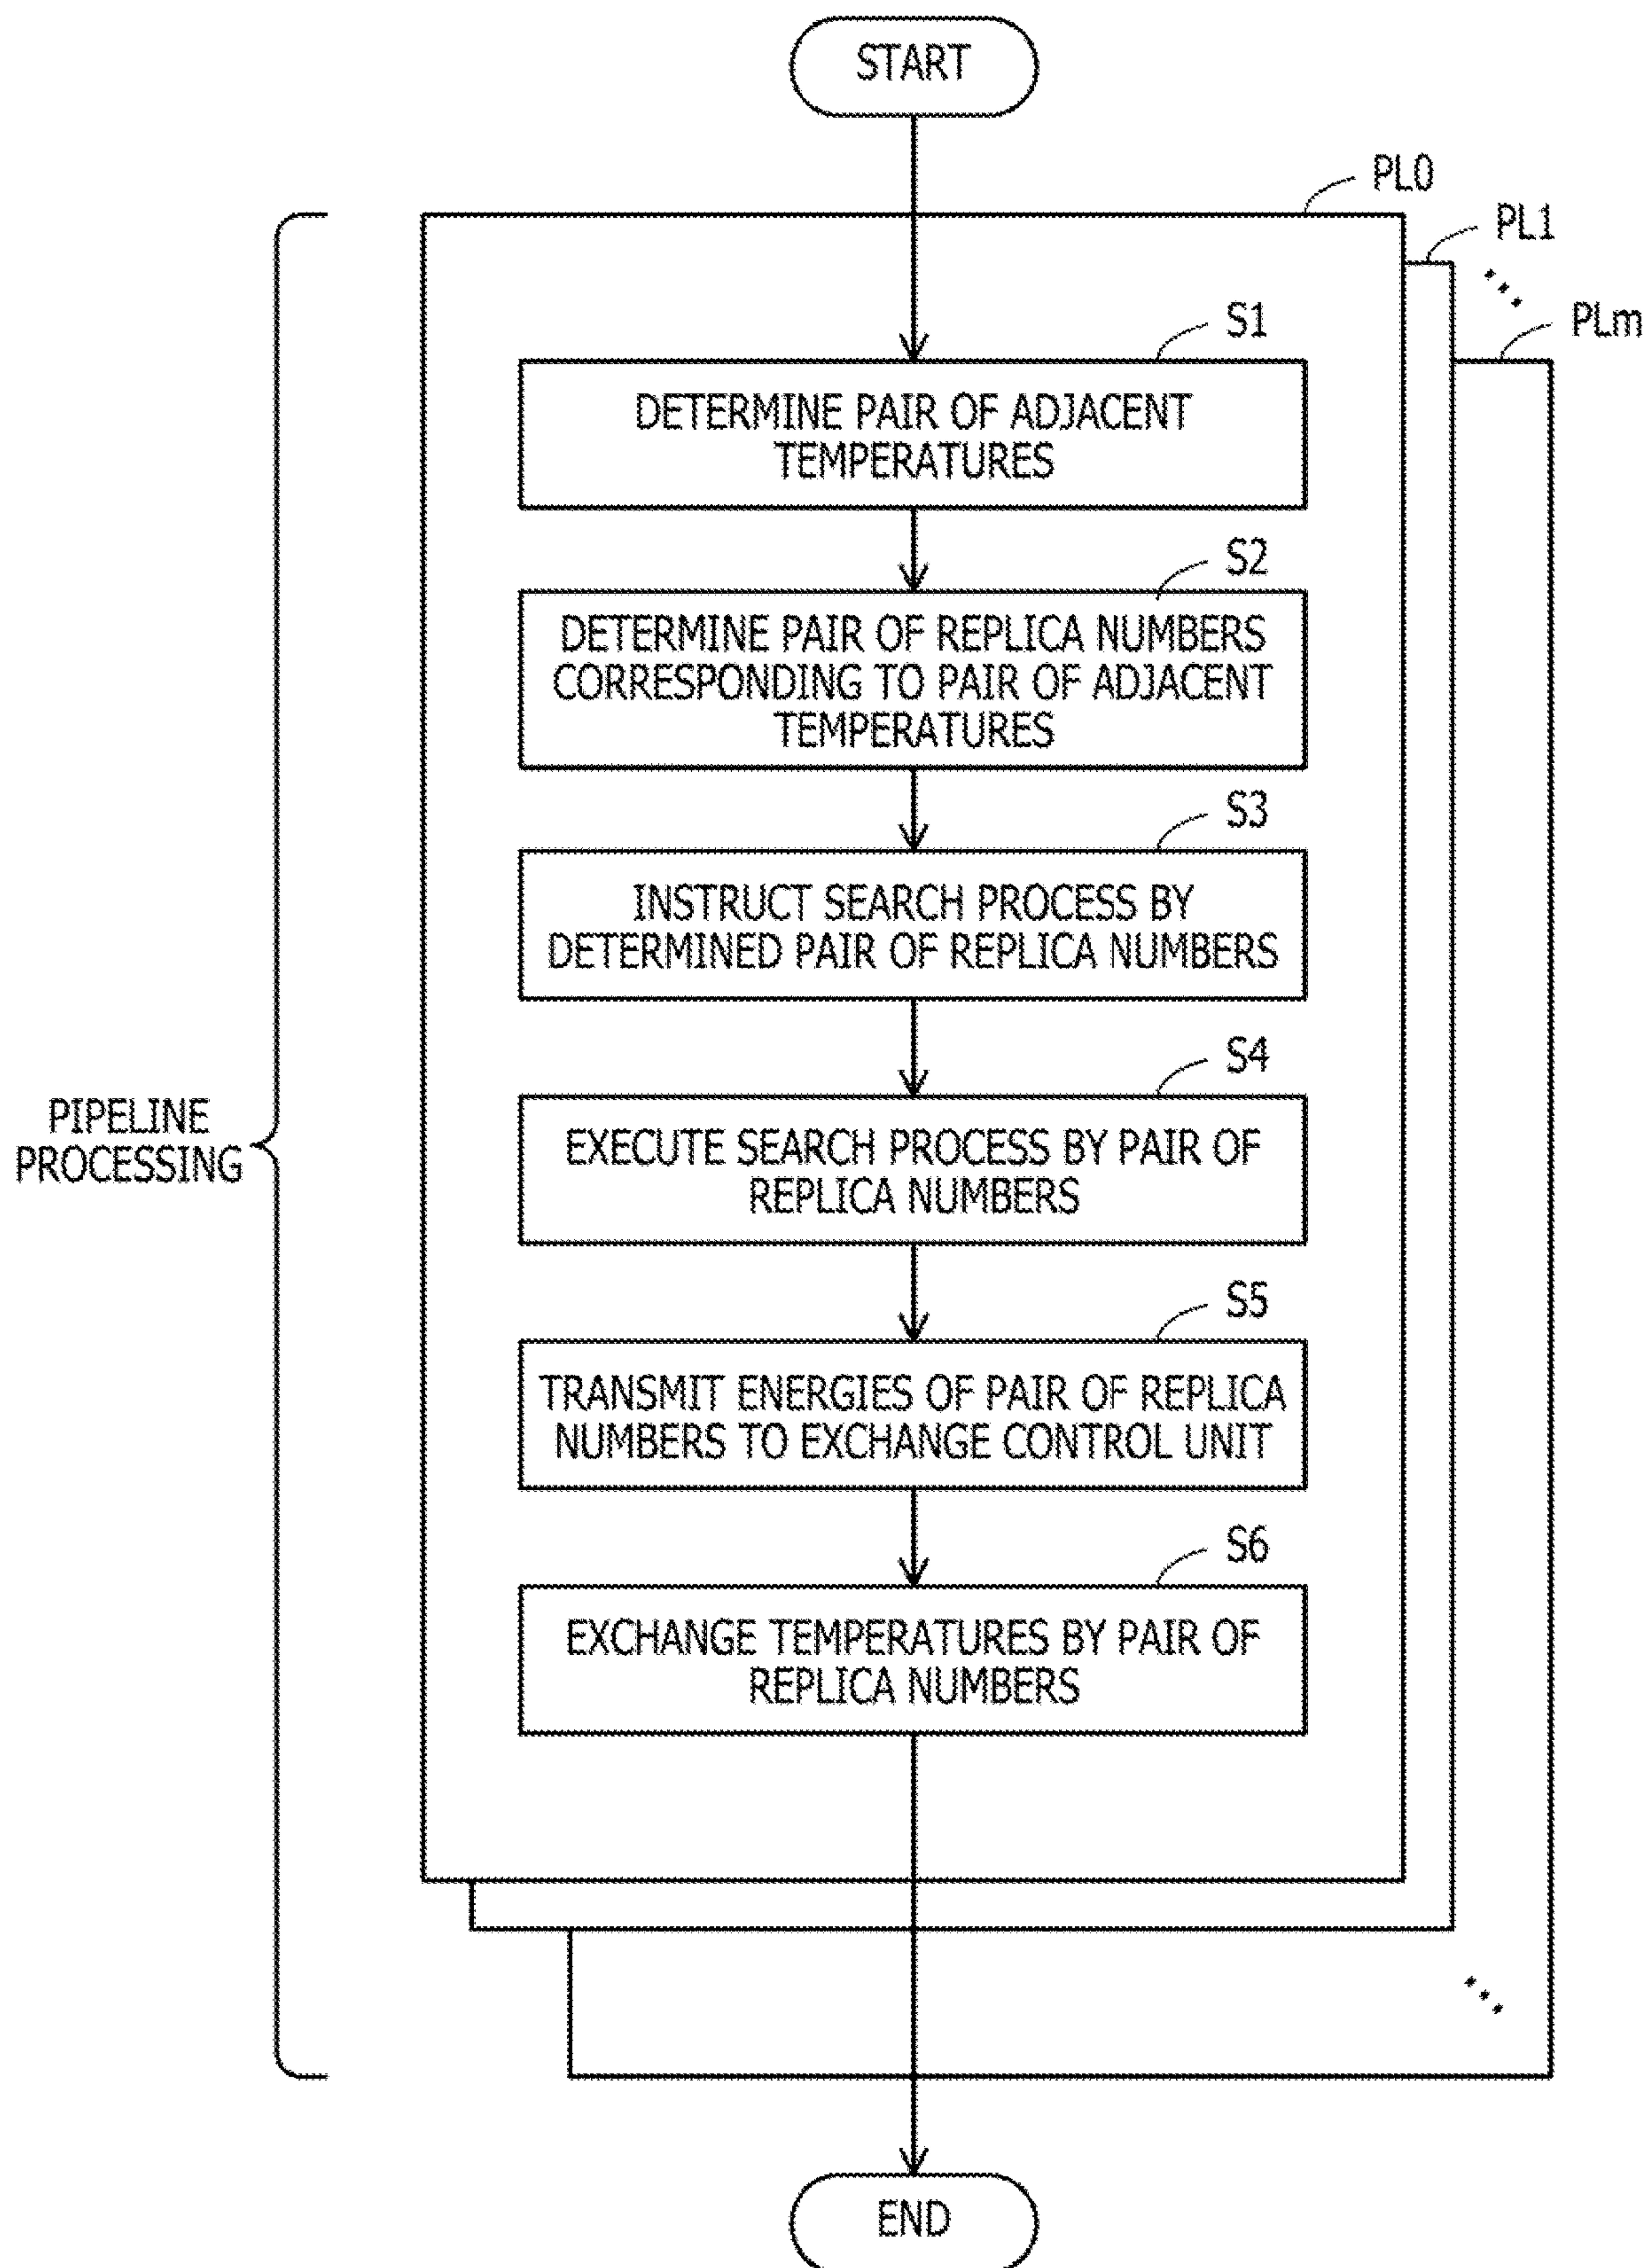 START
PL0
PL1
PLm
S1
DETERMINE PAIR OF ADJACENT
TEMPERATURES
S2
DETERMINE PAIR OF REPLICA NUMBERS
CORRESPONDING TO PAIR OF ADJACENT
TEMPERATURES
S3
INSTRUCT SEARCH PROCESS BY
DETERMINED PAIR OF REPLICA NUMBERS
S4
EXECUTE SEARCH PROCESS BY PAIR OF
REPLICA NUMBERS
PIPELINE
PROCESSING
S5
TRANSMIT ENERGIES OF PAIR OF REPLICA
NUMBERS TO EXCHANGE CONTROL UNIT
S6
EXCHANGE TEMPERATURES BY PAIR OF
REPLICA NUMBERS
END